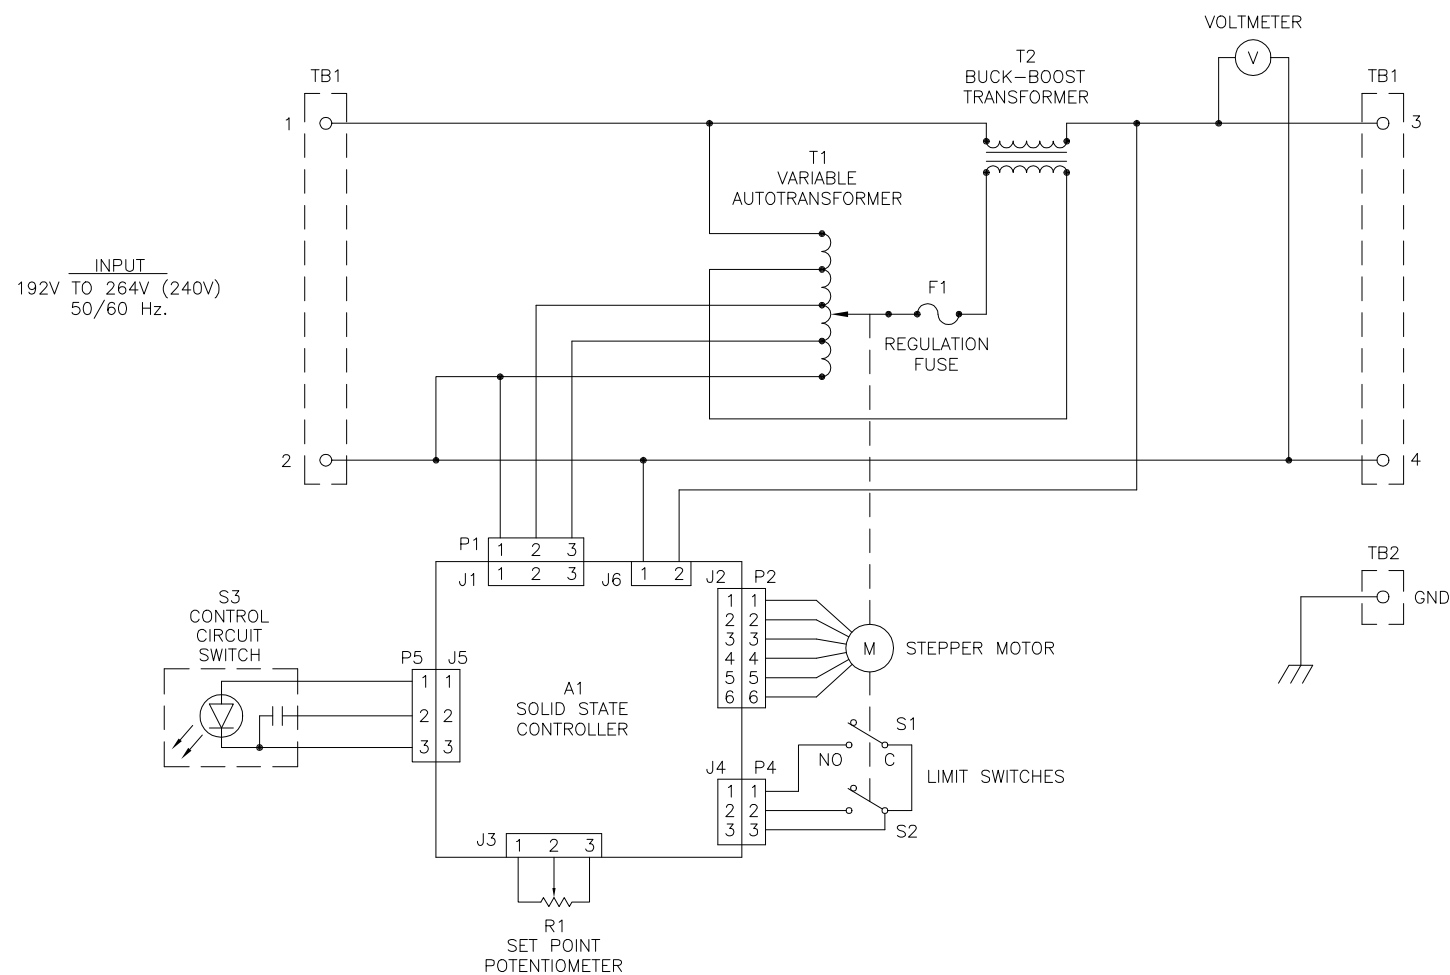 VOLTMETER
V
T2
BUCK-BOOST
TRANSFORMER
TB1
TB1
1
3
T1
VARIABLE
AUTOTRANSFORMER
INPUT
192V TO 264V (240V)
50/60 Hz.
F1
REGULATION
FUSE
2
4
P1
1 2 3
J1
1 2 3
J6
1 2
J2 P2
1 1
2 2
3 3
4 4
5 5
6 6
M
STEPPER MOTOR
TB2
GND
S3
CONTROL
CIRCUIT
SWITCH
P5 J5
1 1
2 2
3 3
A1
SOLID STATE
CONTROLLER
S1
NO
C
LIMIT SWITCHES
S2
J4 P4
1 1
2 2
3 3
J3
1 2 3
R1
SET POINT
POTENTIOMETER